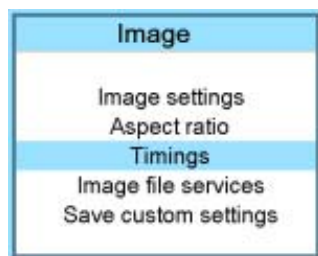 Image
Image settings
Aspect ratio
Timings
Image file services
Save custom settings